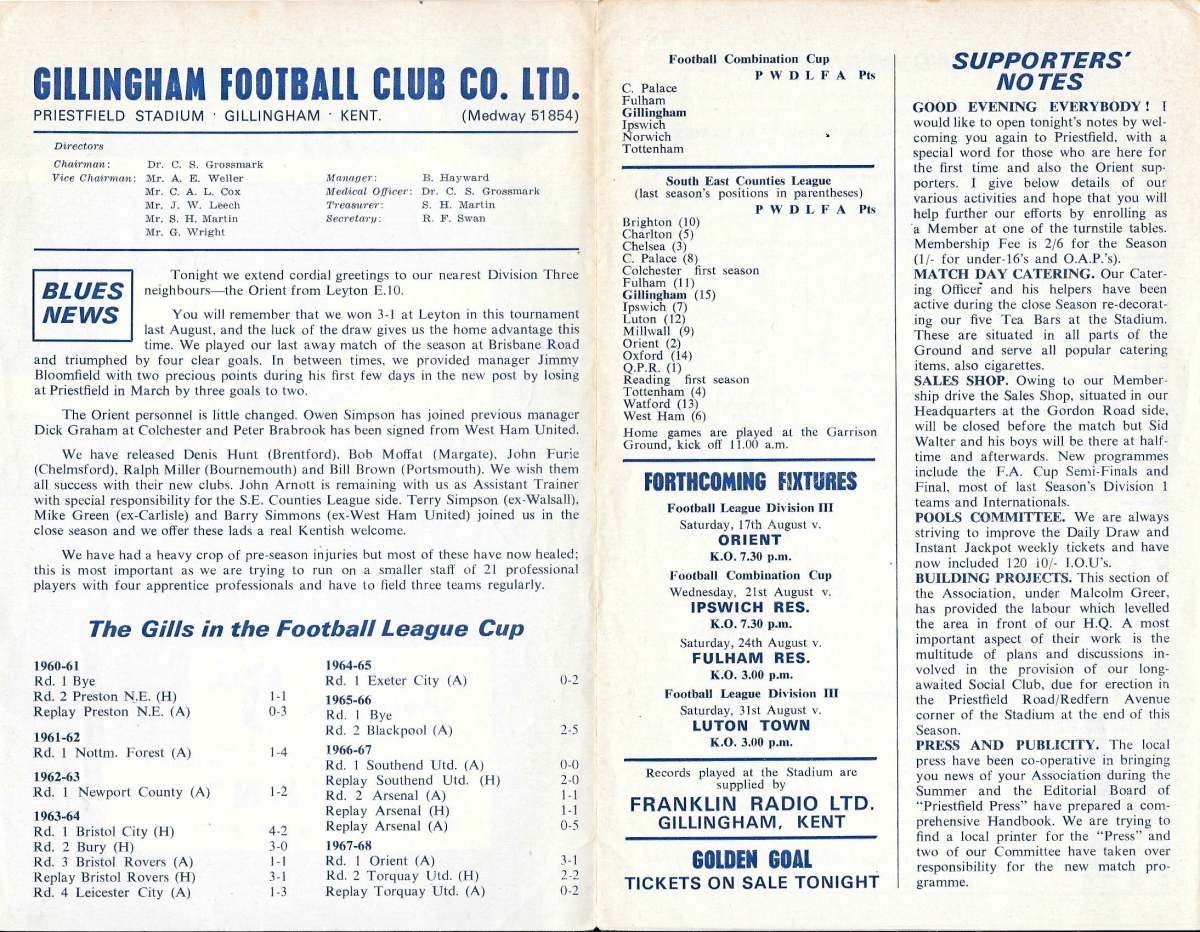 GILLINGHAM FOOTBALL CLUB CO. LTD.
PRIESTFIELD STADIUM · GILLINGHAM · KENT. (Medway 51854)
Directors
Chairman: Dr. C. S. Grossmark
Vice Chairman: Mr. A. E. Weller
Mr. C. A. L. Cox
Mr. J. W. Leech
Mr. S. H. Martin
Mr. G. Wright
Manager: B. Hayward
Medical Officer: Dr. C. S. Grossmark
Treasurer: S. H. Martin
Secretary: R. F. Swan
BLUES
NEWS
Tonight we extend cordial greetings to our nearest Division Three
neighbours—the Orient from Leyton E.10.
You will remember that we won 3-1 at Leyton in this tournament
last August, and the luck of the draw gives us the home advantage this
time. We played our last away match of the season at Brisbane Road
and triumphed by four clear goals. In between times, we provided manager Jimmy
Bloomfield with two precious points during his first few days in the new post by losing
at Priestfield in March by three goals to two.
The Orient personnel is little changed. Owen Simpson has joined previous manager
Dick Graham at Colchester and Peter Brabrook has been signed from West Ham United.
We have released Denis Hunt (Brentford), Bob Moffat (Margate), John Furie
(Chelmsford), Ralph Miller (Bournemouth) and Bill Brown (Portsmouth). We wish them
all success with their new clubs. John Arnott is remaining with us as Assistant Trainer
with special responsibility for the S.E. Counties League side. Terry Simpson (ex-Walsall),
Mike Green (ex-Carlisle) and Barry Simmons (ex-West Ham United) joined us in the
close season and we offer these lads a real Kentish welcome.
We have had a heavy crop of pre-season injuries but most of these have now healed;
this is most important as we are trying to run on a smaller staff of 21 professional
players with four apprentice professionals and have to field three teams regularly.
The Gills in the Football League Cup
1960-61
Rd. 1 Bye
Rd. 2 Preston N.E. (H) 1-1
Replay Preston N.E. (A) 0-3
1961-62
Rd. 1 Nottm. Forest (A) 1-4
1962-63
Rd. 1 Newport County (A) 1-2
1963-64
Rd. 1 Bristol City (H) 4-2
Rd. 2 Bury (H) 3-0
Rd. 3 Bristol Rovers (A) 1-1
Replay Bristol Rovers (H) 3-1
Rd. 4 Leicester City (A) 1-3
1964-65
Rd. 1 Exeter City (A) 0-2
1965-66
Rd. 1 Bye
Rd. 2 Blackpool (A) 2-5
1966-67
Rd. 1 Southend Utd. (A) 0-0
Replay Southend Utd. (H) 2-0
Rd. 2 Arsenal (A) 1-1
Replay Arsenal (H) 1-1
Replay Arsenal (A) 0-5
1967-68
Rd. 1 Orient (A) 3-1
Rd. 2 Torquay Utd. (H) 2-2
Replay Torquay Utd. (A) 0-2
Football Combination Cup
P W D L F A Pts
C. Palace
Fulham
Gillingham
Ipswich
Norwich
Tottenham
South East Counties League
(last season's positions in parentheses)
P W D L F A Pts
Brighton (10)
Charlton (5)
Chelsea (3)
C. Palace (8)
Colchester first season
Fulham (11)
Gillingham (15)
Ipswich (7)
Luton (12)
Millwall (9)
Orient (2)
Oxford (14)
Q.P.R. (1)
Reading first season
Tottenham (4)
Watford (13)
West Ham (6)
Home games are played at the Garrison
Ground, kick off 11.00 a.m.
FORTHCOMING FIXTURES
Football League Division III
Saturday, 17th August v.
ORIENT
K.O. 7.30 p.m.
Football Combination Cup
Wednesday, 21st August v.
IPSWICH RES.
K.O. 7.30 p.m.
Saturday, 24th August v.
FULHAM RES.
K.O. 3.00 p.m.
Football League Division III
Saturday, 31st August v.
LUTON TOWN
K.O. 3.00 p.m.
Records played at the Stadium are
supplied by
FRANKLIN RADIO LTD.
GILLINGHAM, KENT
GOLDEN GOAL
TICKETS ON SALE TONIGHT
SUPPORTERS'
NOTES
GOOD EVENING EVERYBODY! I
would like to open tonight's notes by wel-
coming you again to Priestfield, with a
special word for those who are here for
the first time and also the Orient sup-
porters. I give below details of our
various activities and hope that you will
help further our efforts by enrolling as
a Member at one of the turnstile tables.
Membership Fee is 2/6 for the Season
(1/- for under-16's and O.A.P.'s).
MATCH DAY CATERING. Our Cater-
ing Officer and his helpers have been
active during the close Season re-decorat-
ing our five Tea Bars at the Stadium.
These are situated in all parts of the
Ground and serve all popular catering
items, also cigarettes.
SALES SHOP. Owing to our Member-
ship drive the Sales Shop, situated in our
Headquarters at the Gordon Road side,
will be closed before the match but Sid
Walter and his boys will be there at half-
time and afterwards. New programmes
include the F.A. Cup Semi-Finals and
Final, most of last Season's Division 1
teams and Internationals.
POOLS COMMITTEE. We are always
striving to improve the Daily Draw and
Instant Jackpot weekly tickets and have
now included 120 10/- I.O.U's.
BUILDING PROJECTS. This section of
the Association, under Malcolm Greer,
has provided the labour which levelled
the area in front of our H.Q. A most
important aspect of their work is the
multitude of plans and discussions in-
volved in the provision of our long-
awaited Social Club, due for erection in
the Priestfield Road/Redfern Avenue
corner of the Stadium at the end of this
Season.
PRESS AND PUBLICITY. The local
press have been co-operative in bringing
you news of your Association during the
Summer and the Editorial Board of
"Priestfield Press" have prepared a com-
prehensive Handbook. We are trying to
find a local printer for the "Press" and
two of our Committee have taken over
responsibility for the new match pro-
gramme.